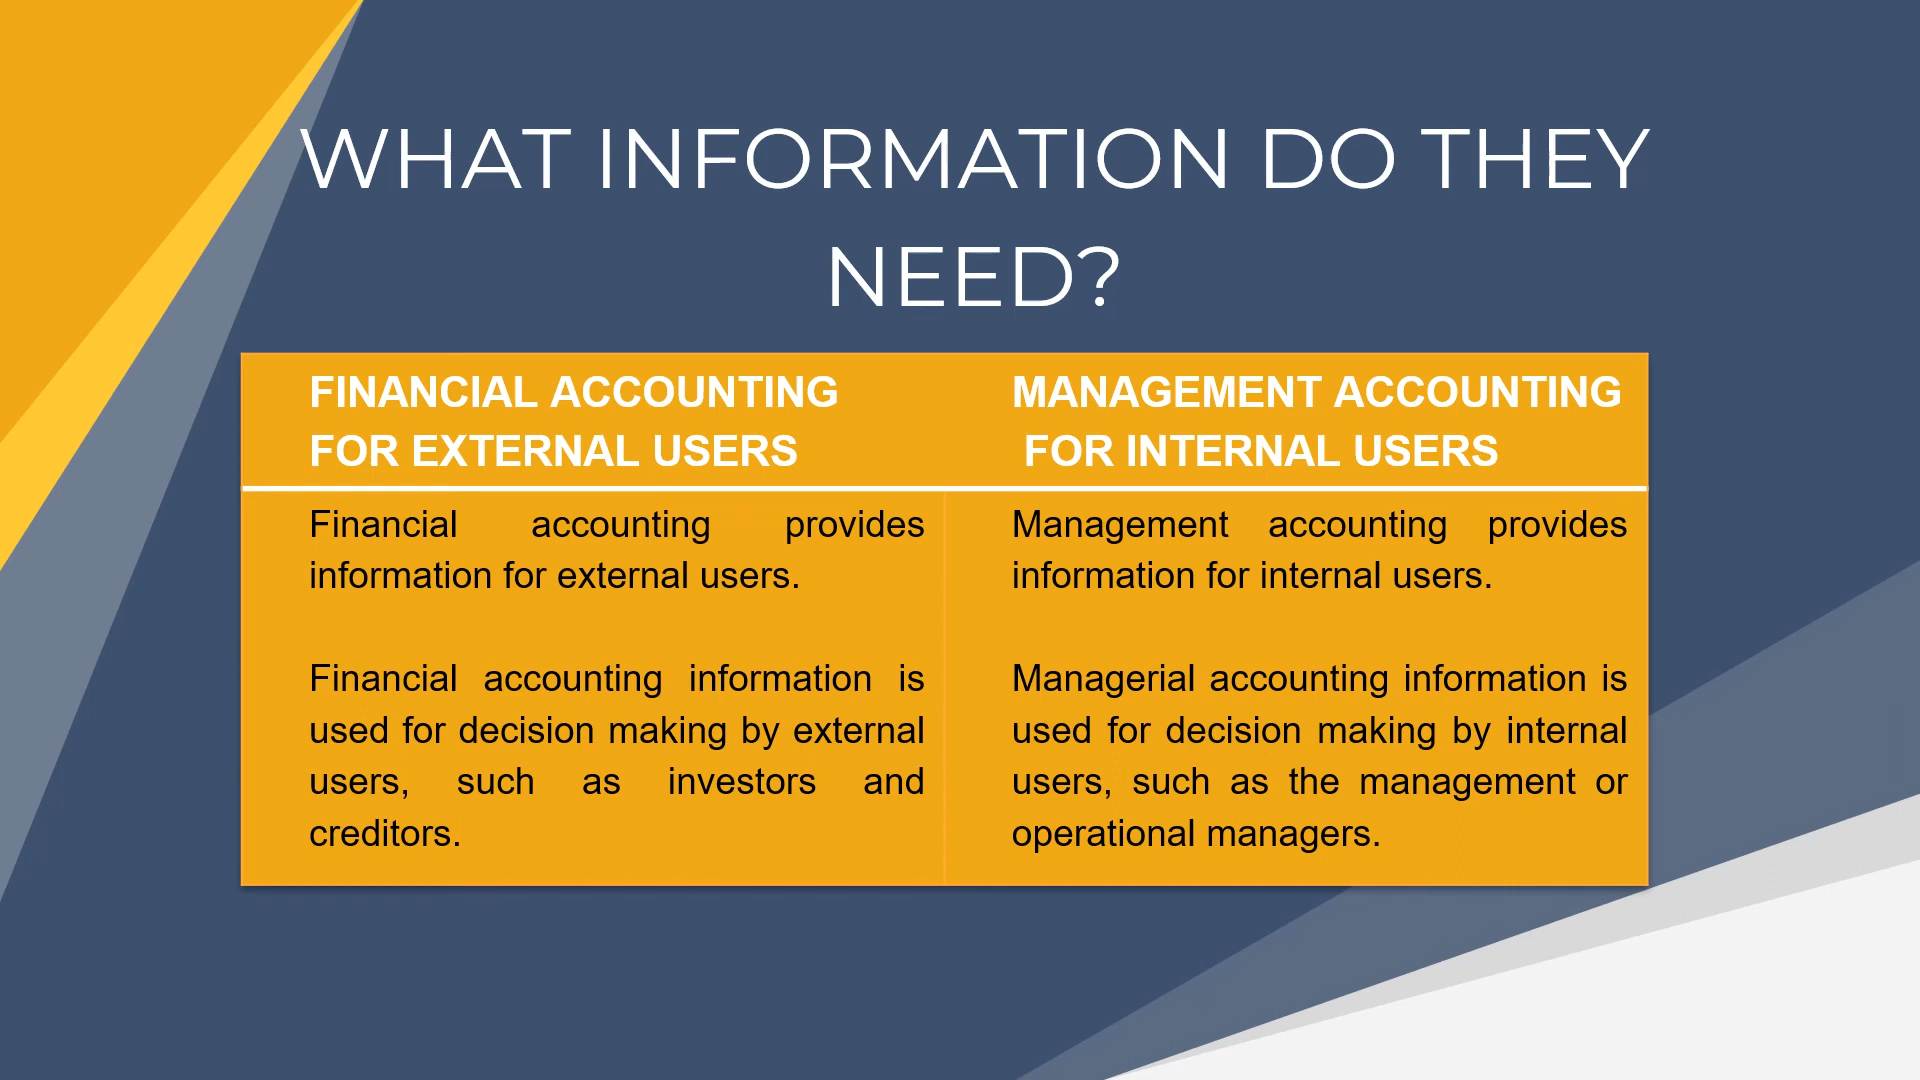 WHAT INFORMATION DO THEY
NEED?
FINANCIAL ACCOUNTING
FOR EXTERNAL USERS
Financial accounting provides
information for external users.
Financial accounting information is
used for decision making by external
users, such as investors and
creditors.
MANAGEMENT ACCOUNTING
FOR INTERNAL USERS
Management accounting provides
information for internal users.
Managerial accounting information is
used for decision making by internal
users, such as the management or
operational managers.